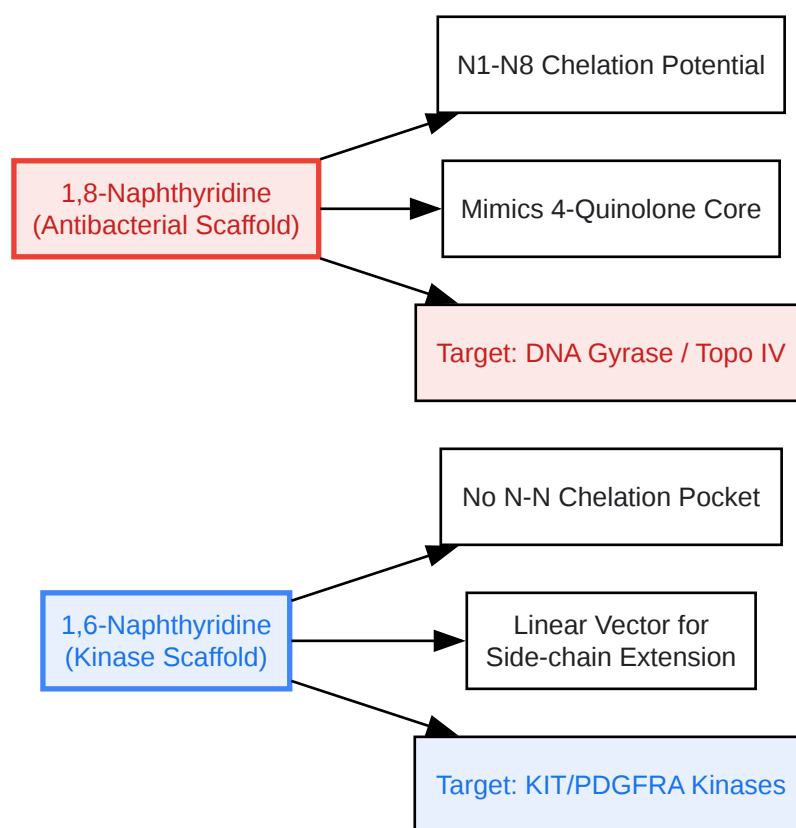 N1-N8 Chelation Potential
1,8-Naphthyridine
(Antibacterial Scaffold)
Mimics 4-Quinolone Core
Target: DNA Gyrase / Topo IV
No N-N Chelation Pocket
1,6-Naphthyridine
(Kinase Scaffold)
Linear Vector for
Side-chain Extension
Target: KIT/PDGFRA Kinases